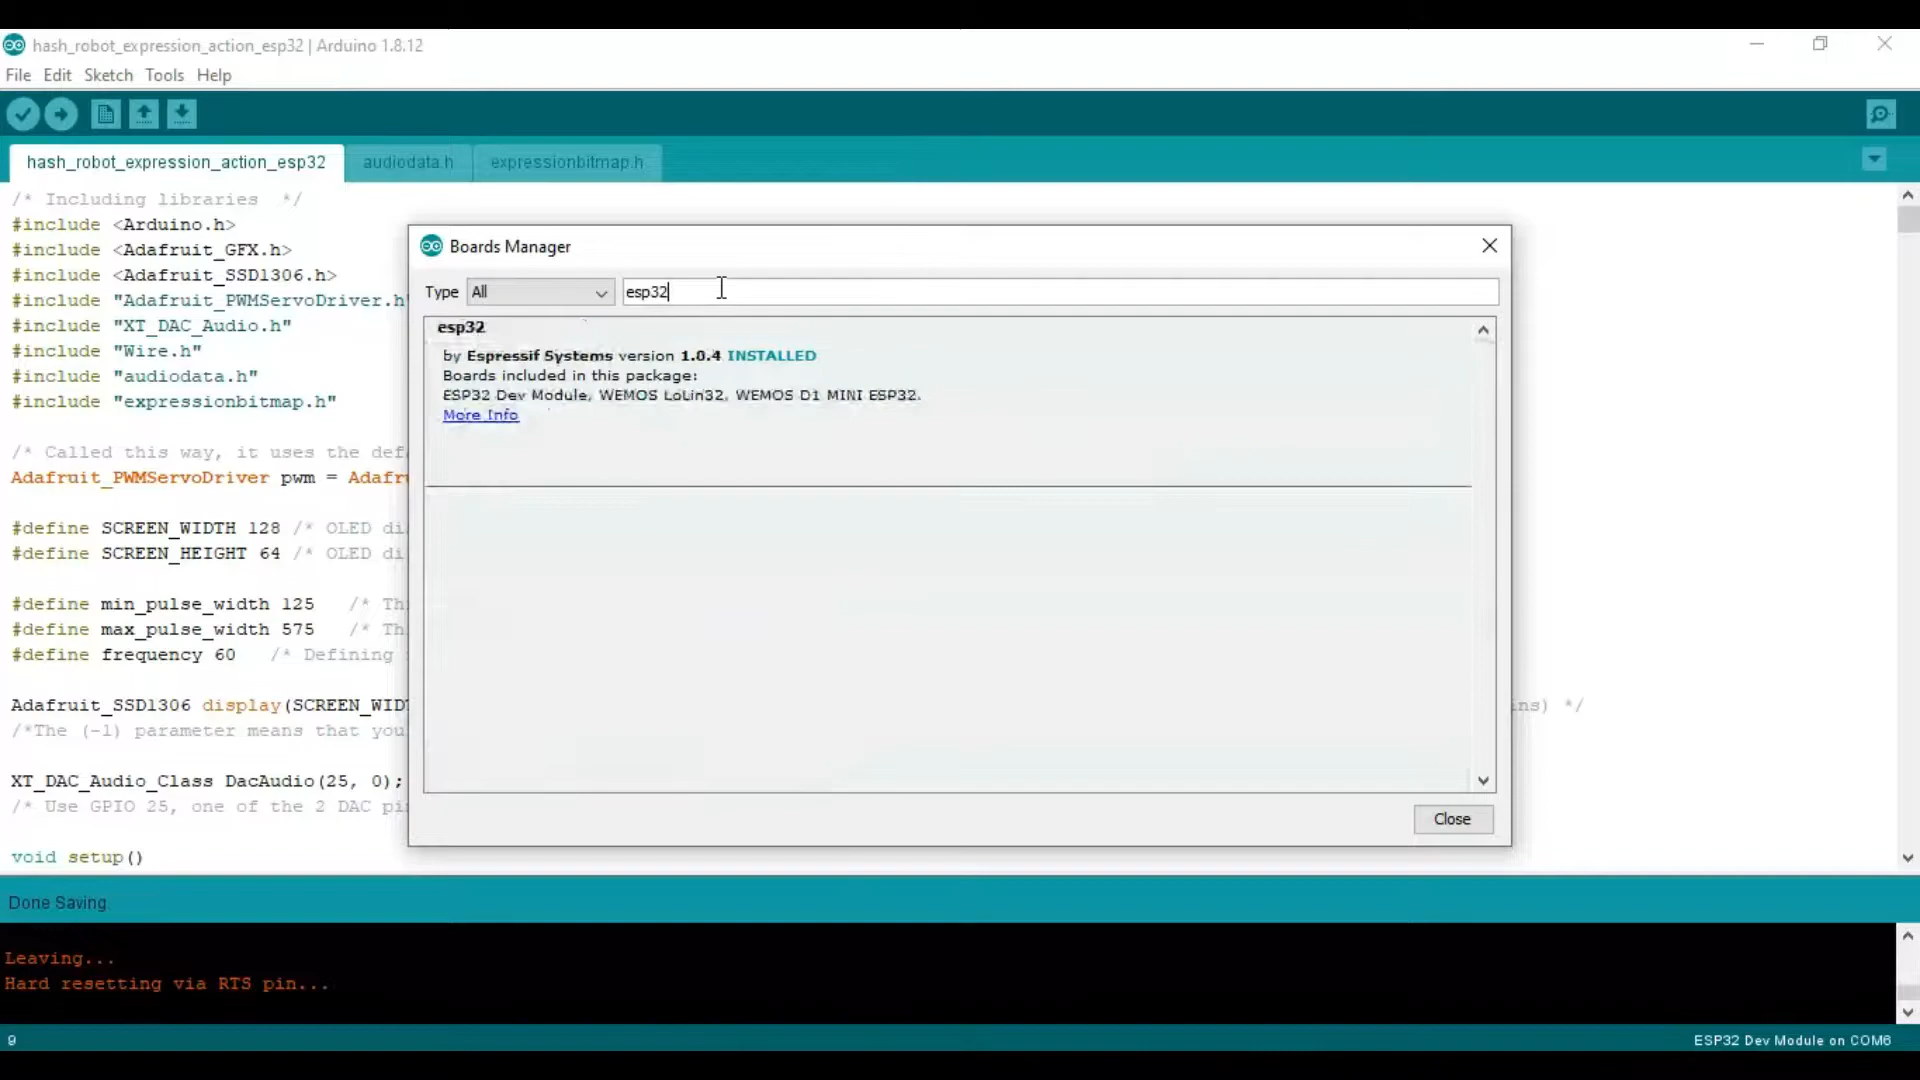 hash_robot_expression_action_esp32 | Arduino 1.8.12
File Edit Sketch Tools Help
hash_robot_expression_action_esp32 audiodata.h expressionbitmap.h
/* Including libraries */
#include <Arduino.h>
#include <Adafruit_GFX.h>
#include <Adafruit_SSD1306.h>
#include "Adafruit_PWMServoDriver.h"
#include "XT_DAC_Audio.h"
#include "Wire.h"
#include "audiodata.h"
#include "expressionbitmap.h"
/* Called this way, it uses the def
Adafruit_PWMServoDriver pwm = Adafr
#define SCREEN_WIDTH 128 /* OLED di
#define SCREEN_HEIGHT 64 /* OLED di
#define min_pulse_width 125 /* Th
#define max_pulse_width 575 /* Th
#define frequency 60 /* Defining
Adafruit_SSD1306 display(SCREEN_WID
ins) */
/*The (-1) parameter means that you
XT_DAC_Audio_Class DacAudio(25, 0);
/* Use GPIO 25, one of the 2 DAC pi
void setup()
Boards Manager
Type All esp32
esp32
by Espressif Systems version 1.0.4 INSTALLED
Boards included in this package:
ESP32 Dev Module, WEMOS LoLin32, WEMOS D1 MINI ESP32.
More Info
Close
Done Saving.
Leaving...
Hard resetting via RTS pin...
9 ESP32 Dev Module on COM6